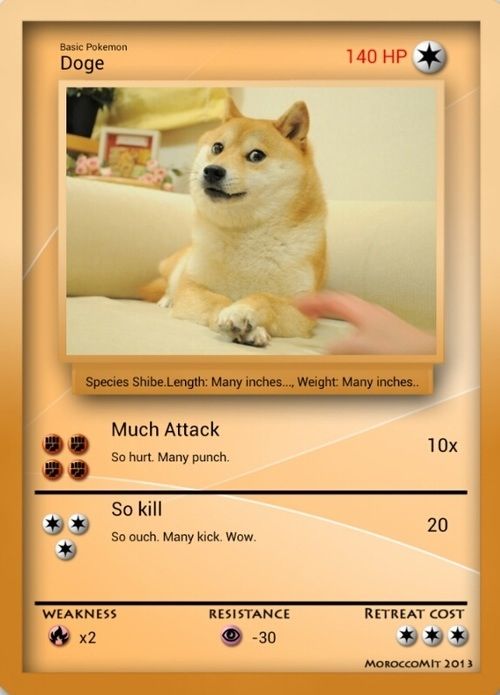 Basic Pokemon
Doge
140 HP
Species Shibe.Length: Many inches..., Weight: Many inches..
Much Attack
10x
So hurt. Many punch.
So kill
20
So ouch. Many kick. Wow.
WEAKNESS RESISTANCE RETREAT COST
x2 -30
MOROCCOMIT 2013